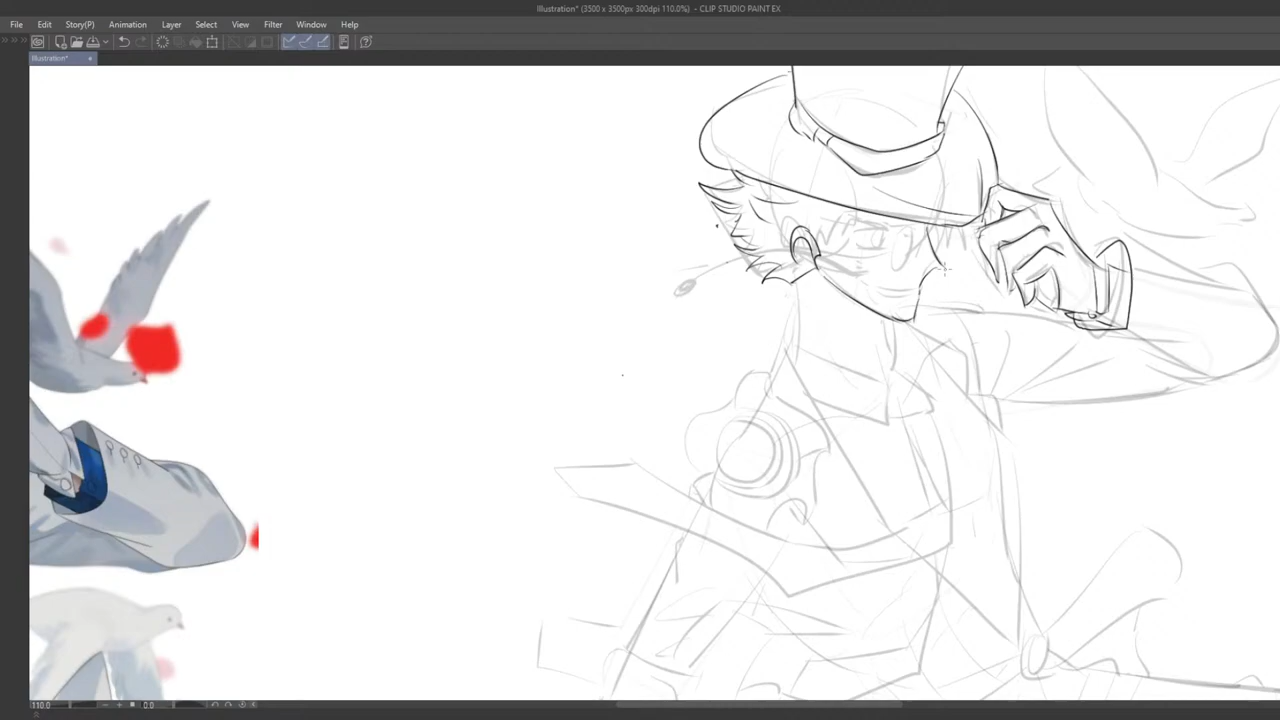 Illustration* (3500 x 3500px 300dpi 110.0%) - CLIP STUDIO PAINT EX
File Edit Story(P) Animation Layer Select View Filter Window Help
Illustration*
110.0 0.0